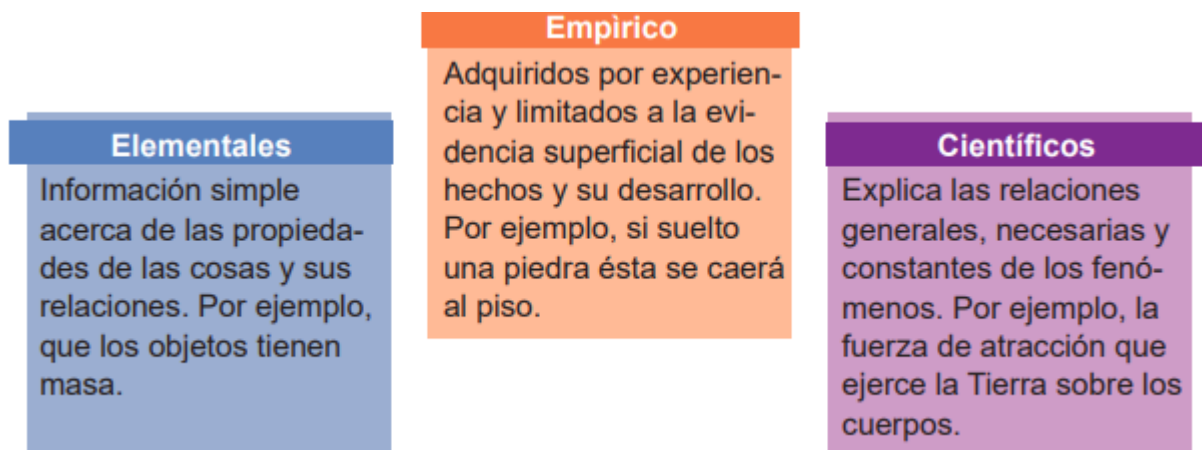 Elementales
Información simple
acerca de las propieda-
des de las cosas y sus
relaciones. Por ejemplo,
que los objetos tienen
masa.
Empìrico
Adquiridos por experien-
cia y limitados a la evi-
dencia superficial de los
hechos y su desarrollo.
Por ejemplo, si suelto
una piedra ésta se caerá
al piso.
Científicos
Explica las relaciones
generales, necesarias y
constantes de los fenó-
menos. Por ejemplo, la
fuerza de atracción que
ejerce la Tierra sobre los
cuerpos.